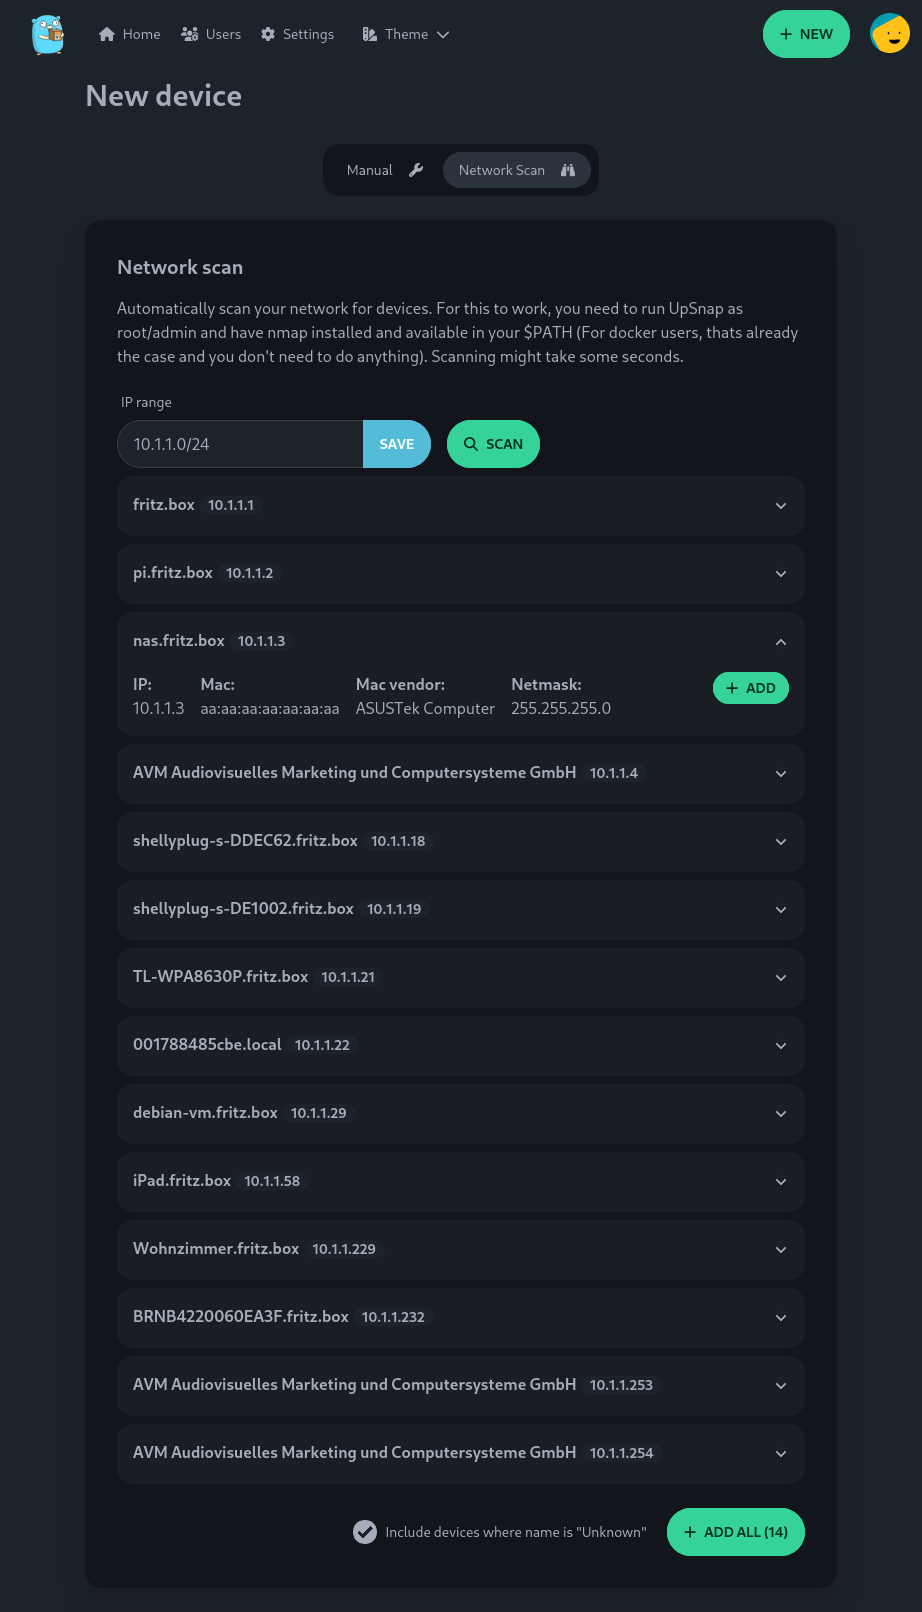 Home Users Settings Theme NEW
New device
Manual Network Scan
Network scan
Automatically scan your network for devices. For this to work, you need to run UpSnap as
root/admin and have nmap installed and available in your $PATH (For docker users, thats already
the case and you don't need to do anything). Scanning might take some seconds.
IP range
10.1.1.0/24 SAVE SCAN
fritz.box 10.1.1.1
pi.fritz.box 10.1.1.2
nas.fritz.box 10.1.1.3
IP: Mac: Mac vendor: Netmask: ADD
10.1.1.3 aa:aa:aa:aa:aa:aa:aa ASUSTek Computer 255.255.255.0
AVM Audiovisuelles Marketing und Computersysteme GmbH 10.1.1.4
shellyplug-s-DDEC62.fritz.box 10.1.1.18
shellyplug-s-DE1002.fritz.box 10.1.1.19
TL-WPA8630P.fritz.box 10.1.1.21
001788485cbe.local 10.1.1.22
debian-vm.fritz.box 10.1.1.29
iPad.fritz.box 10.1.1.58
Wohnzimmer.fritz.box 10.1.1.229
BRNB4220060EA3F.fritz.box 10.1.1.232
AVM Audiovisuelles Marketing und Computersysteme GmbH 10.1.1.253
AVM Audiovisuelles Marketing und Computersysteme GmbH 10.1.1.254
Include devices where name is "Unknown" ADD ALL (14)